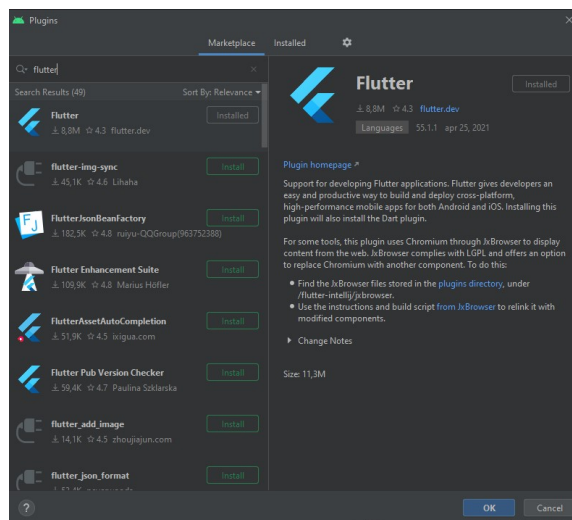 Plugins
Marketplace
Installed
flutter
Search Results (49)
Sort By: Relevance
Flutter
Installed
8,8M 4.3 flutter.dev
flutter-img-sync
Install
45,1K 4.6 Lihaha
FlutterJsonBeanFactory
Install
182,5K 4.8 ruiyu-QQGroup(963752388)
Flutter Enhancement Suite
Install
109,9K 4.8 Marius Höfler
FlutterAssetAutoCompletion
Install
51,9K 4.5 ixigua.com
Flutter Pub Version Checker
Install
59,4K 4.7 Paulina Szklarska
flutter_add_image
Install
14,1K 4.5 zhoujiajun.com
flutter_json_format
Install
Flutter
Installed
8,8M 4.3 flutter.dev
Languages 55.1.1 apr 25, 2021
Plugin homepage
Support for developing Flutter applications. Flutter gives developers an
easy and productive way to build and deploy cross-platform,
high-performance mobile apps for both Android and iOS. Installing this
plugin will also install the Dart plugin.
For some tools, this plugin uses Chromium through JxBrowser to display
content from the web. JxBrowser complies with LGPL and offers an option
to replace Chromium with another component. To do this:
Find the JxBrowser files stored in the plugins directory, under
/flutter-intellij/jxbrowser.
Use the instructions and build script from JxBrowser to relink it with
modified components.
Change Notes
Size: 11,3M
?
OK
Cancel